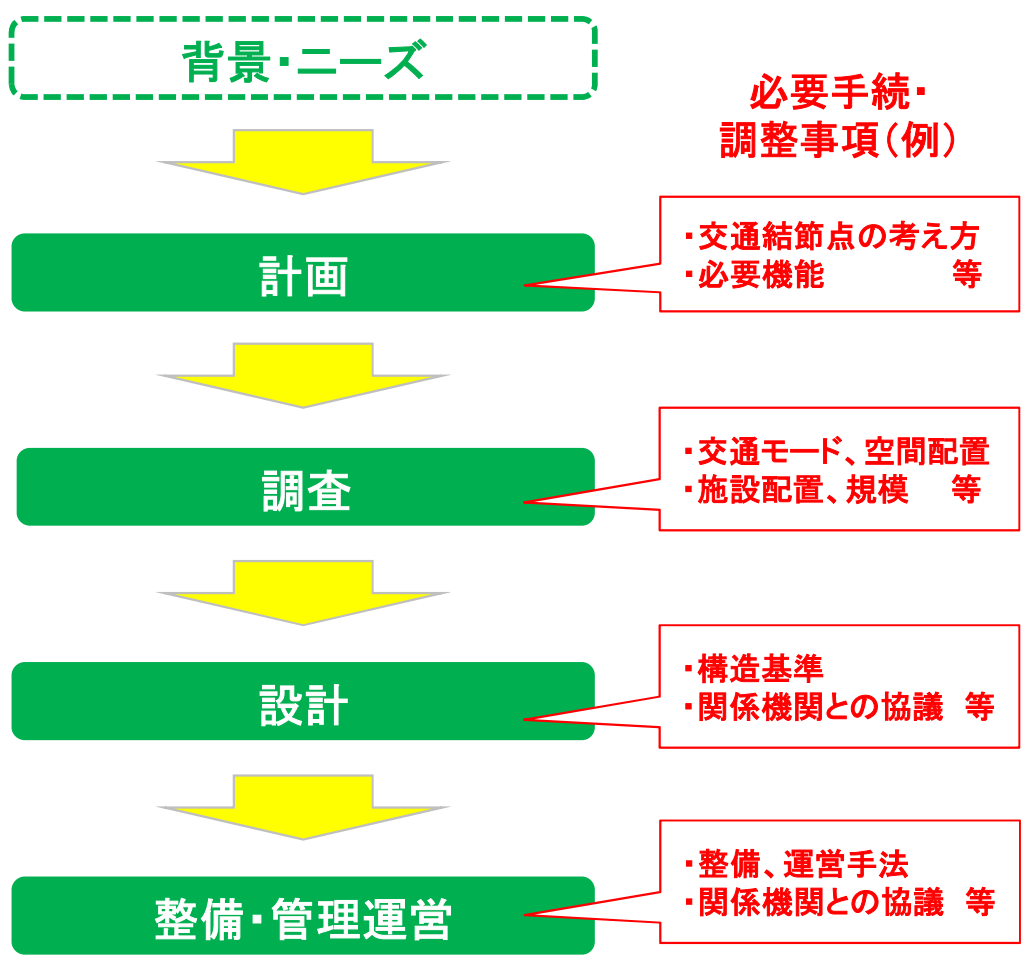 背景・ニーズ
必要手続・
調整事項（例）
計画
・交通結節点の考え方
・必要機能　　　　等
調査
・交通モード、空間配置
・施設配置、規模　等
設計
・構造基準
・関係機関との協議　等
整備・管理運営
・整備、運営手法
・関係機関との協議　等